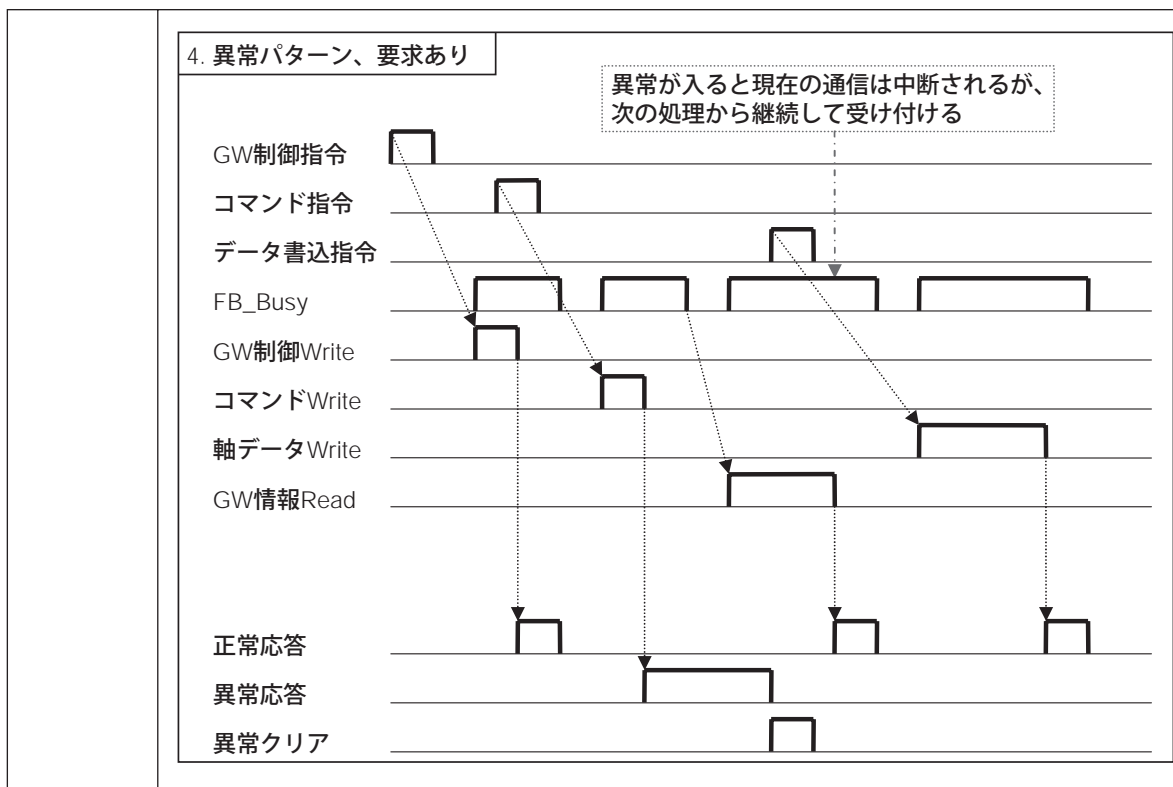 4. 異常パターン、要求あり
異常が入ると現在の通信は中断されるが、
次の処理から継続して受け付ける
GW制御指令
コマンド指令
データ書込指令
FB_Busy
GW制御Write
コマンドWrite
軸データWrite
GW情報Read
正常応答
異常応答
異常クリア